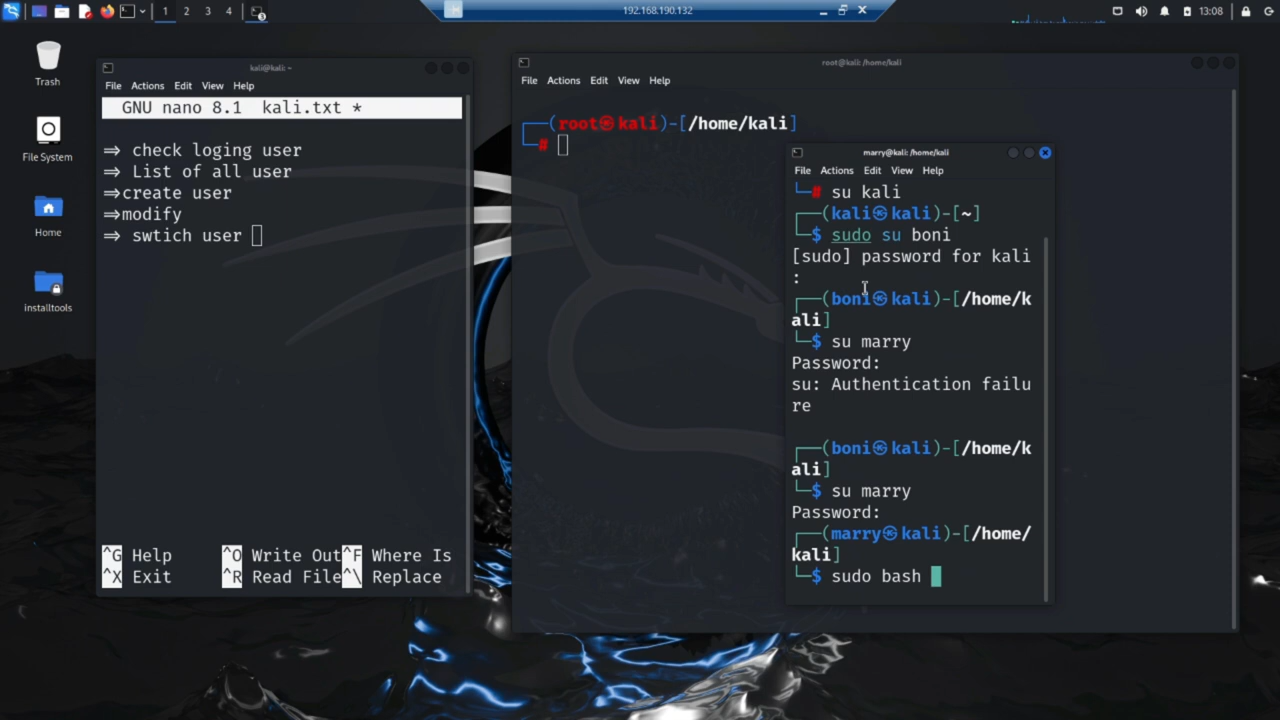 1 2 3 4
192.168.190.132
13:08
Trash
File System
Home
installtools
kali@kali: ~
File Actions Edit View Help
GNU nano 8.1 kali.txt *
⇒ check loging user
⇒ List of all user
⇒create user
⇒modify
⇒ swtich user
^G Help ^O Write Out ^F Where Is
^X Exit ^R Read File ^\ Replace
root@kali: /home/kali
File Actions Edit View Help
┌──(root㉿kali)-[/home/kali]
└─#
marry@kali: /home/kali
File Actions Edit View Help
└─# su kali
┌──(kali㉿kali)-[~]
└─$ sudo su boni
[sudo] password for kali
:
┌──(boni㉿kali)-[/home/k
ali]
└─$ su marry
Password:
su: Authentication failu
re
┌──(boni㉿kali)-[/home/k
ali]
└─$ su marry
Password:
┌──(marry㉿kali)-[/home/
kali]
└─$ sudo bash